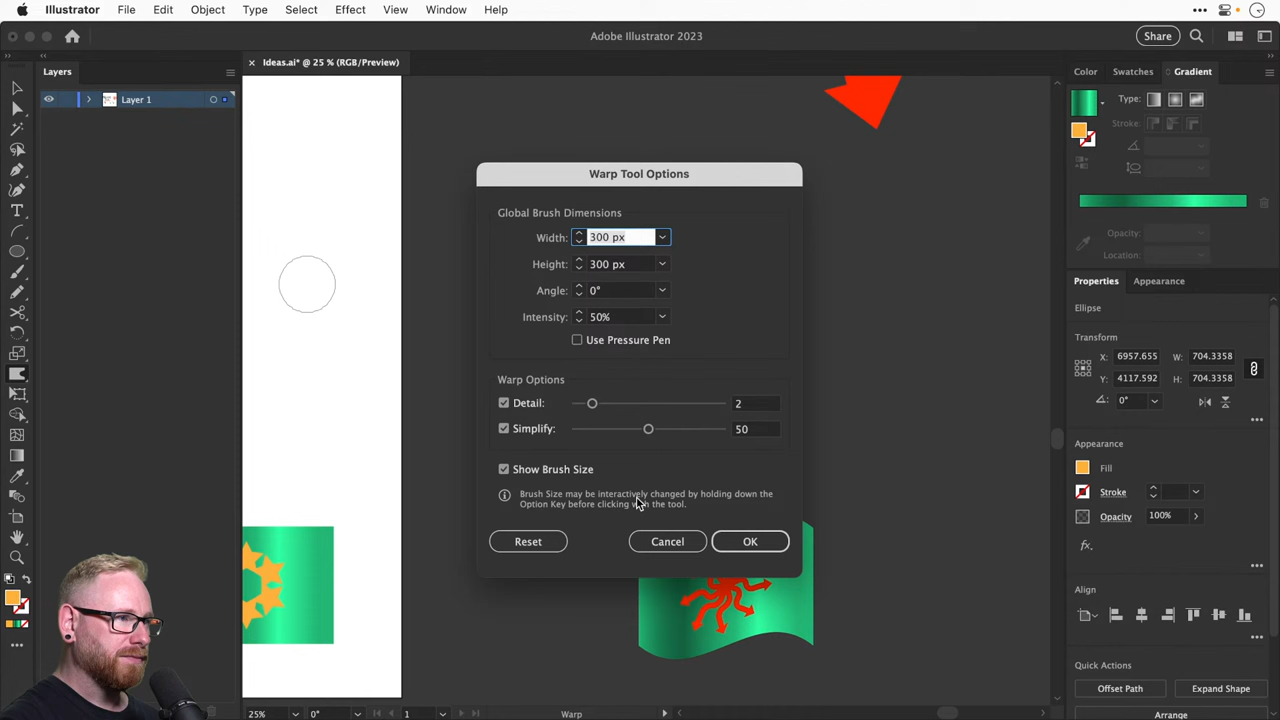 Illustrator File Edit Object Type Select Effect View Window Help
Adobe Illustrator 2023
Share
Layers
Layer 1
× Ideas.ai* @ 25 % (RGB/Preview)
Warp Tool Options
Global Brush Dimensions
Width: 300 px
Height: 300 px
Angle: 0°
Intensity: 50%
Use Pressure Pen
Warp Options
Detail: 2
Simplify: 50
Show Brush Size
Brush Size may be interactively changed by holding down the
Option Key before clicking with the tool.
Reset Cancel OK
Color Swatches Gradient
Type:
Stroke:
Opacity:
Location:
Properties Appearance
Ellipse
Transform
X: 6957.655 W: 704.3358
Y: 4117.592 H: 704.3358
0°
Appearance
Fill
Stroke
Opacity 100%
fx
Align
Quick Actions
Offset Path Expand Shape
Arrange
25% 0° 1 Warp